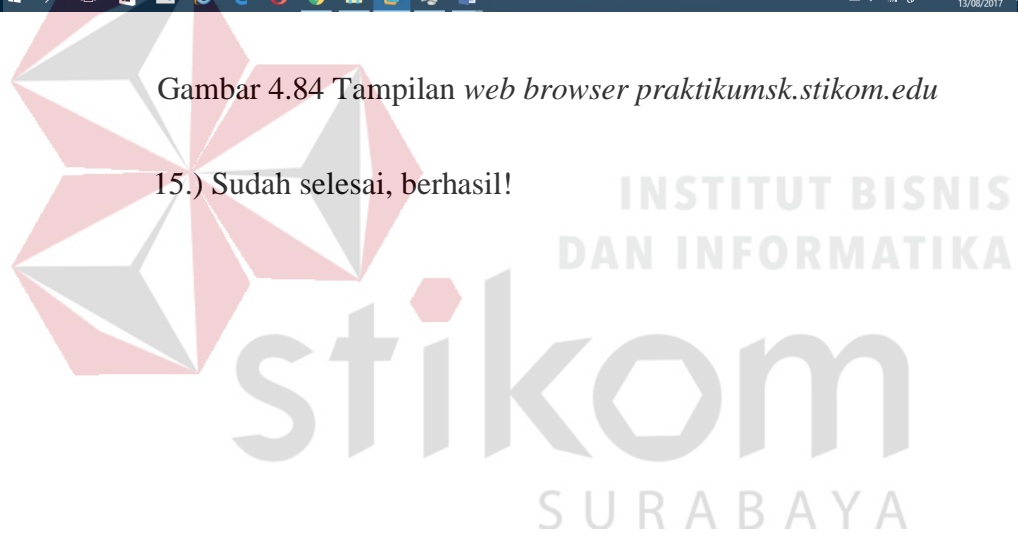 13/08/2017
Gambar 4.84 Tampilan web browser praktikumsk.stikom.edu
15.) Sudah selesai, berhasil!
INSTITUT BISNIS
DAN INFORMATIKA
stikom
SURABAYA